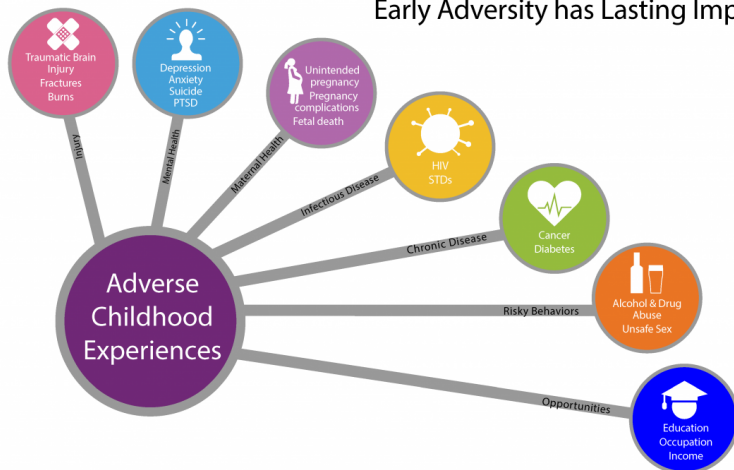 Early Adversity has Lasting
Traumatic Brain
Injury
Fractures
Burns
Injury
Depression
Anxiety
Suicide
PTSD
Mental Health
Unintended
pregnancy
Pregnancy
complications
Fetal death
Maternal Health
HIV
STDs
Infectious Disease
Cancer
Diabetes
Chronic Disease
Alcohol & Drug
Abuse
Unsafe Sex
Risky Behaviors
Education
Occupation
Income
Opportunities
Adverse
Childhood
Experiences